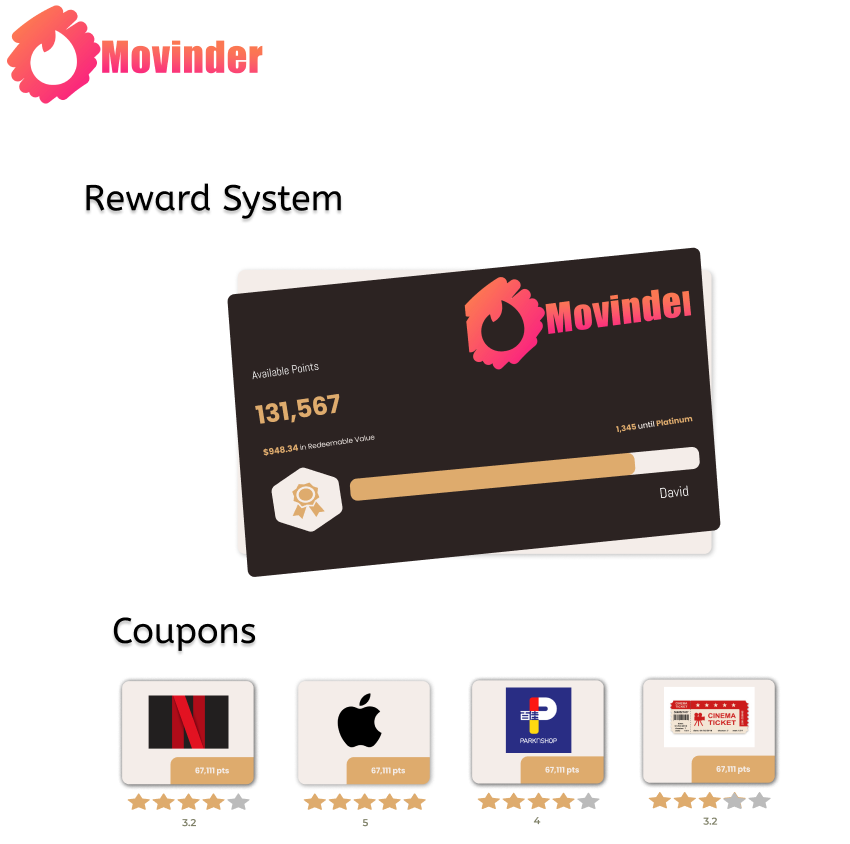 Movinder
Reward System
Movinder
Available Points
131,567
$948.34 in Redeemable Value
1,345 until Platinum
David
Coupons
百佳
PARKNSHOP
CINEMA
TICKET
67,111 pts
67,111 pts
67,111 pts
67,111 pts
3.2
5
4
3.2